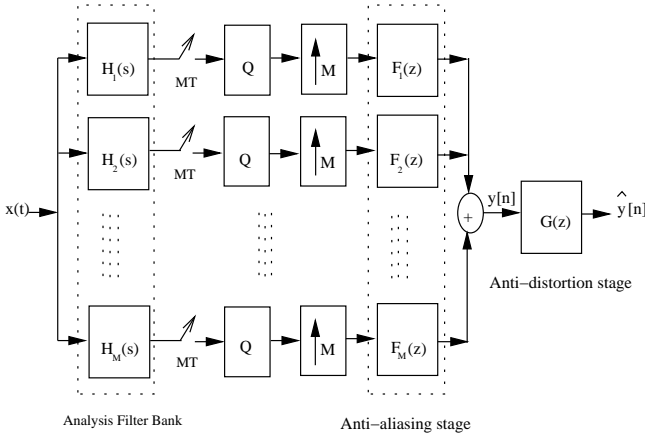 H1(s) MT Q M F1(z)
H2(s) MT Q M F2(z)
x(t) + y[n] G(z) ^y[n]
Anti-distortion stage
HM(s) MT Q M FM(z)
Analysis Filter Bank Anti-aliasing stage